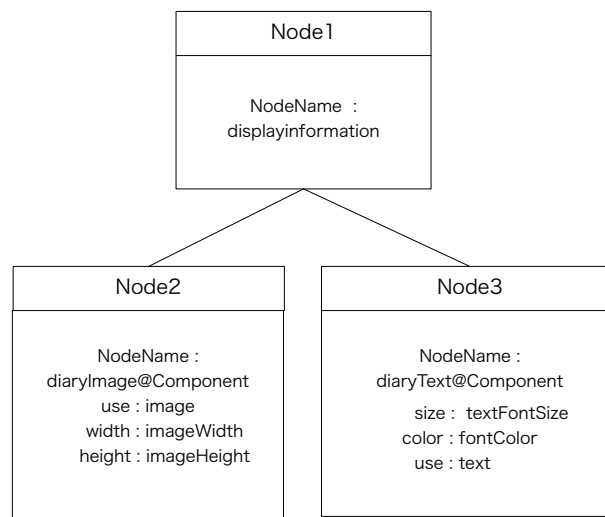 Node1
NodeName :
displayinformation
Node2
NodeName :
diaryImage@Component
use : image
width : imageWidth
height : imageHeight
Node3
NodeName :
diaryText@Component
size : textFontSize
color : fontColor
use : text